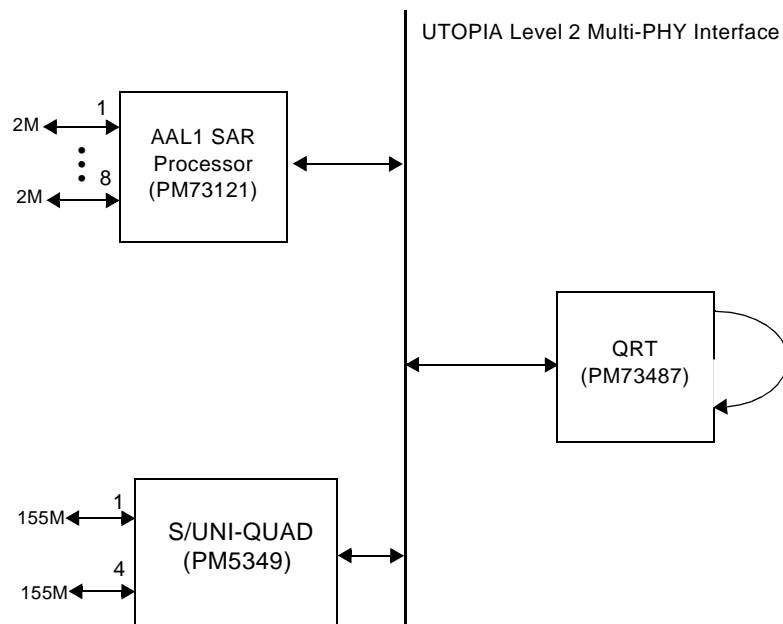 UTOPIA Level 2 Multi-PHY Interface
1
2M
AAL1 SAR
Processor
(PM73121)
8
2M
QRT
(PM73487)
1
155M
S/UNI-QUAD
(PM5349)
4
155M